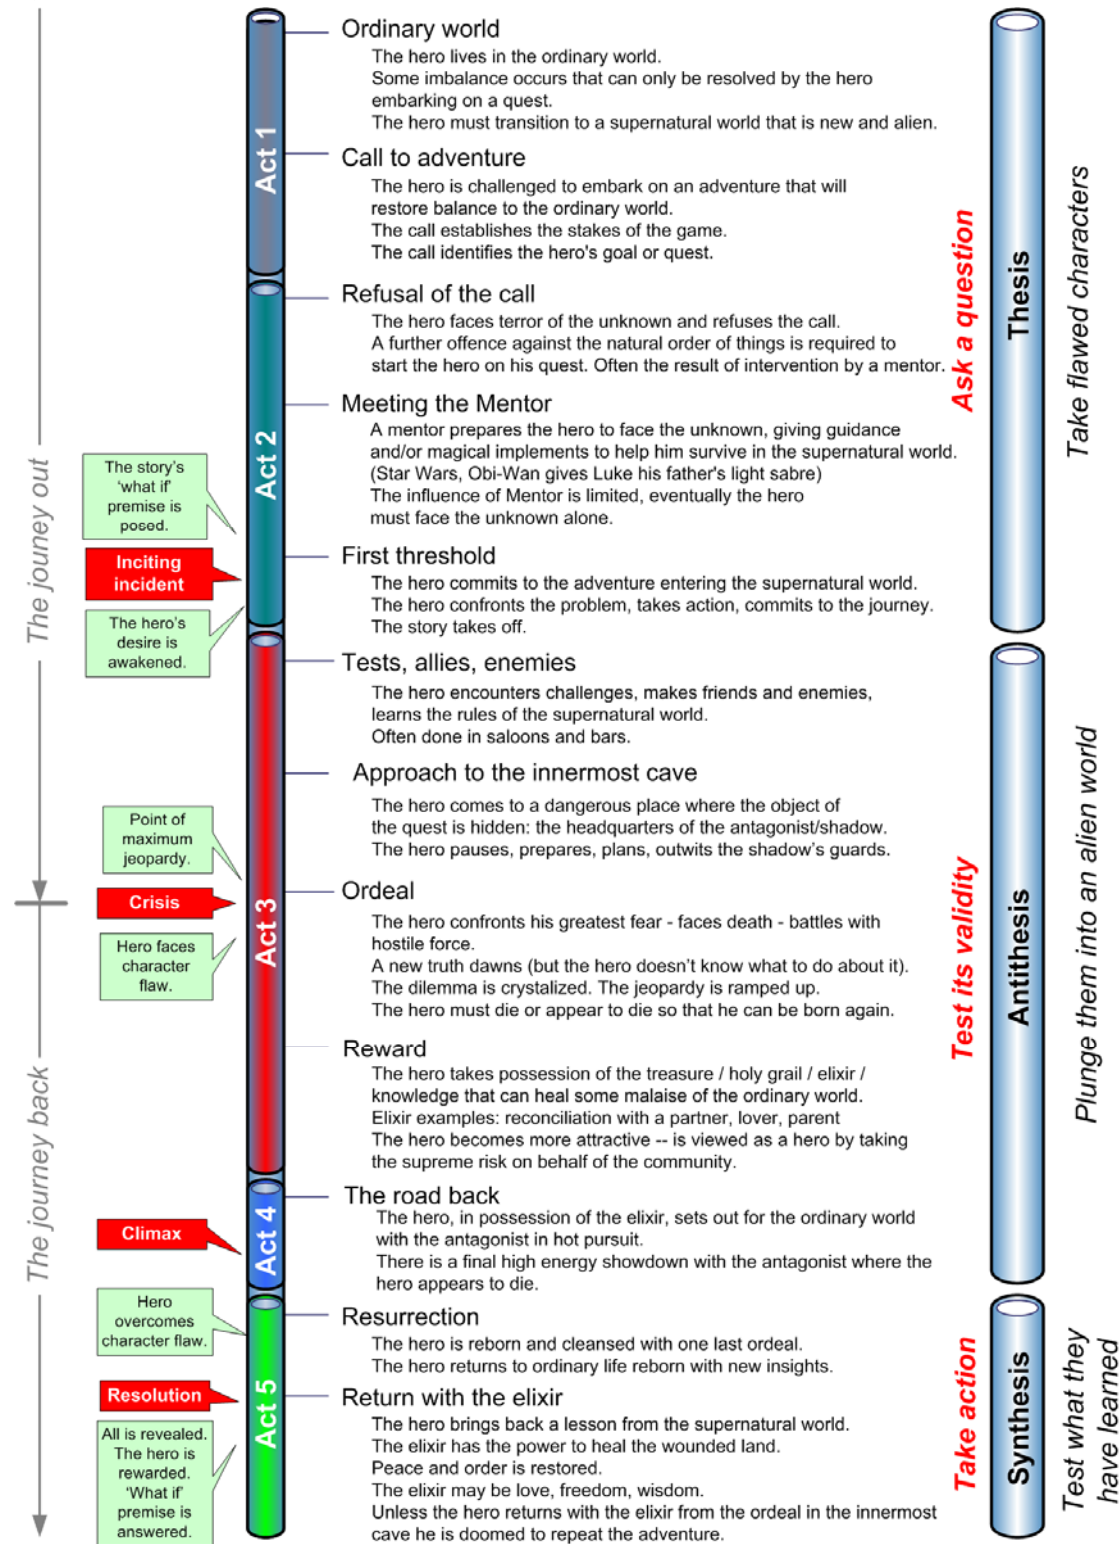 Ordinary world
The hero lives in the ordinary world.
Some imbalance occurs that can only be resolved by the hero
embarking on a quest.
The hero must transition to a supernatural world that is new and alien.
Act 1
Call to adventure
The hero is challenged to embark on an adventure that will
restore balance to the ordinary world.
The call establishes the stakes of the game.
The call identifies the hero's goal or quest.
Refusal of the call
The hero faces terror of the unknown and refuses the call.
A further offence against the natural order of things is required to
start the hero on his quest. Often the result of intervention by a mentor.
Meeting the Mentor
A mentor prepares the hero to face the unknown, giving guidance
and/or magical implements to help him survive in the supernatural world.
(Star Wars, Obi-Wan gives Luke his father's light sabre)
The influence of Mentor is limited, eventually the hero
must face the unknown alone.
Act 2
The story's
'what if'
premise is
posed.
Inciting
incident
The hero's
desire is
awakened.
First threshold
The hero commits to the adventure entering the supernatural world.
The hero confronts the problem, takes action, commits to the journey.
The story takes off.
The jouney out
Ask a question
Thesis
Take flawed characters
Tests, allies, enemies
The hero encounters challenges, makes friends and enemies,
learns the rules of the supernatural world.
Often done in saloons and bars.
Approach to the innermost cave
The hero comes to a dangerous place where the object of
the quest is hidden: the headquarters of the antagonist/shadow.
The hero pauses, prepares, plans, outwits the shadow's guards.
Point of
maximum
jeopardy.
Crisis
Hero faces
character
flaw.
Act 3
Ordeal
The hero confronts his greatest fear - faces death - battles with
hostile force.
A new truth dawns (but the hero doesn't know what to do about it).
The dilemma is crystalized. The jeopardy is ramped up.
The hero must die or appear to die so that he can be born again.
Reward
The hero takes possession of the treasure / holy grail / elixir /
knowledge that can heal some malaise of the ordinary world.
Elixir examples: reconciliation with a partner, lover, parent
The hero becomes more attractive -- is viewed as a hero by taking
the supreme risk on behalf of the community.
The road back
The hero, in possession of the elixir, sets out for the ordinary world
with the antagonist in hot pursuit.
There is a final high energy showdown with the antagonist where the
hero appears to die.
Act 4
Climax
Test its validity
Antithesis
Plunge them into an alien world
The journey back
Hero
overcomes
character flaw.
Resurrection
The hero is reborn and cleansed with one last ordeal.
The hero returns to ordinary life reborn with new insights.
Resolution
Act 5
Return with the elixir
The hero brings back a lesson from the supernatural world.
The elixir has the power to heal the wounded land.
Peace and order is restored.
The elixir may be love, freedom, wisdom.
Unless the hero returns with the elixir from the ordeal in the innermost
cave he is doomed to repeat the adventure.
All is revealed.
The hero is
rewarded.
'What if'
premise is
answered.
Take action
Synthesis
Test what they
have learned